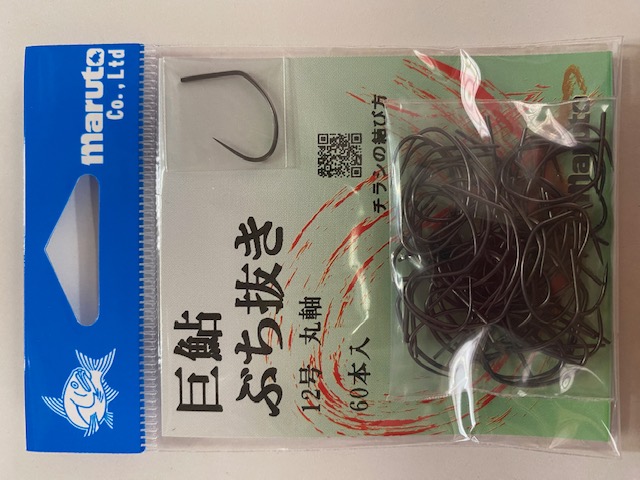 maruto
Co.,Ltd
巨鮎
ぶち抜き
12号 丸軸
60本入
チラシの結び方
Maruto